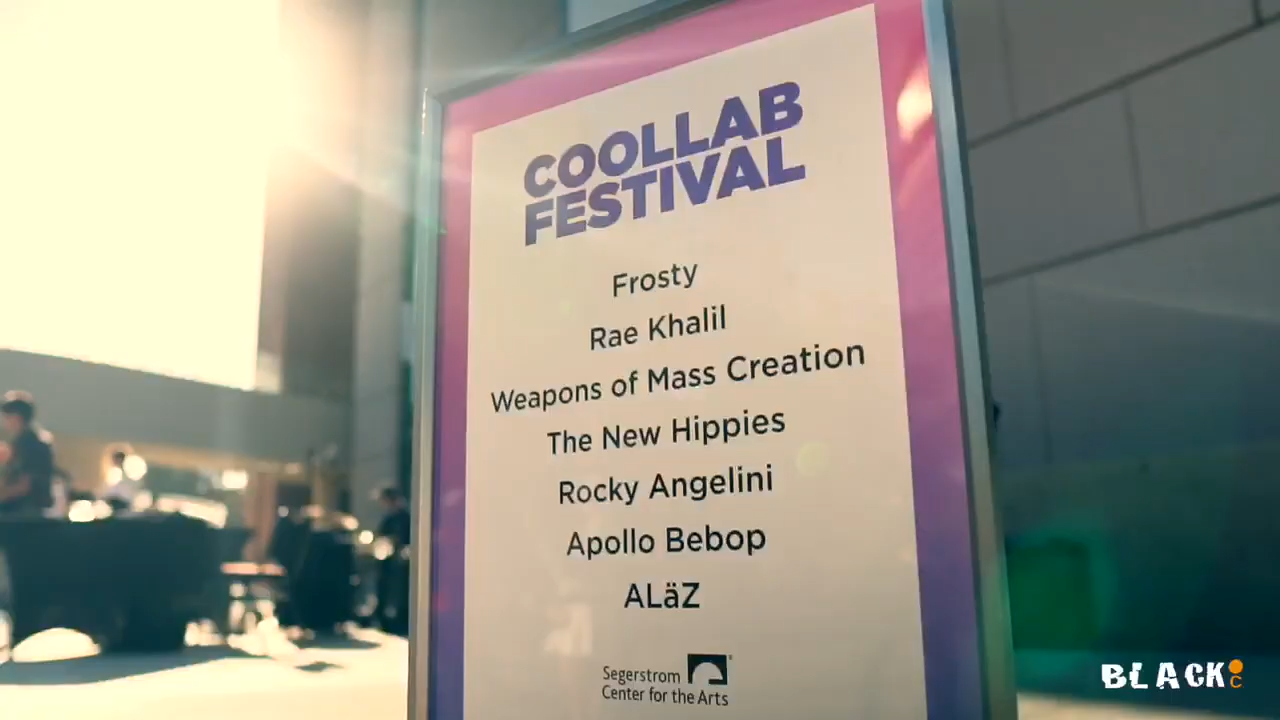 COOLLAB
FESTIVAL
Frosty
Rae Khalil
Weapons of Mass Creation
The New Hippies
Rocky Angelini
Apollo Bebop
ALäZ
Segerstrom
Center for the Arts
BLACK OC